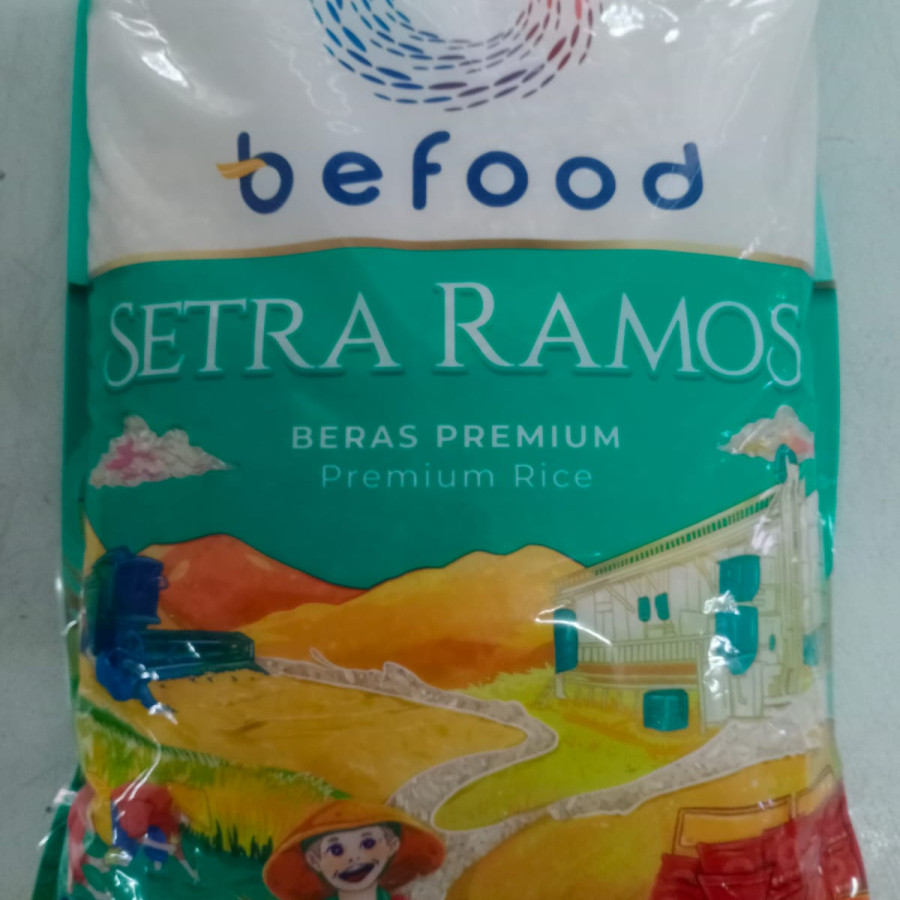 befood
SETRA RAMOS
BERAS PREMIUM
Premium Rice